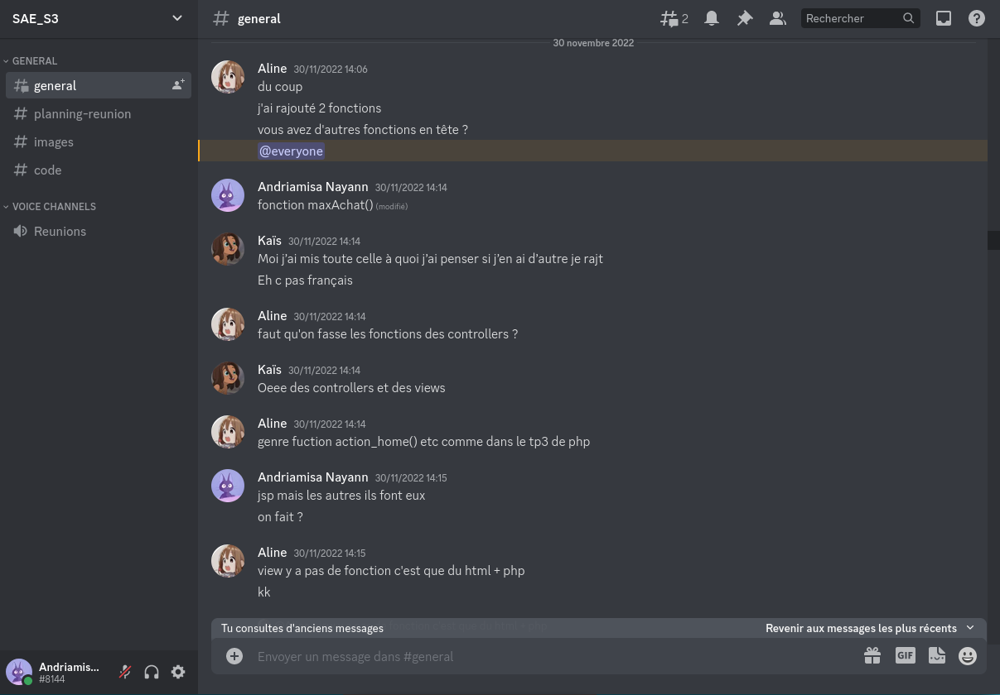 SAE_S3
general
2
Rechercher
GENERAL
general
planning-reunion
images
code
VOICE CHANNELS
Reunions
30 novembre 2022
Aline 30/11/2022 14:06
du coup
j'ai rajouté 2 fonctions
vous avez d'autres fonctions en tête ?
@everyone
Andriamisa Nayann 30/11/2022 14:14
fonction maxAchat() (modifié)
Kaïs 30/11/2022 14:14
Moi j’ai mis toute celle à quoi j’ai penser si j’en ai d’autre je rajt
Eh c pas français
Aline 30/11/2022 14:14
faut qu'on fasse les fonctions des controllers ?
Kaïs 30/11/2022 14:14
Oeee des controllers et des views
Aline 30/11/2022 14:14
genre fuction action_home() etc comme dans le tp3 de php
Andriamisa Nayann 30/11/2022 14:15
jsp mais les autres ils font eux
on fait ?
Aline 30/11/2022 14:15
view y a pas de fonction c'est que du html + php
kk
Tu consultes d'anciens messages
Revenir aux messages les plus récents
Envoyer un message dans #general
GIF
Andriamis...
#8144